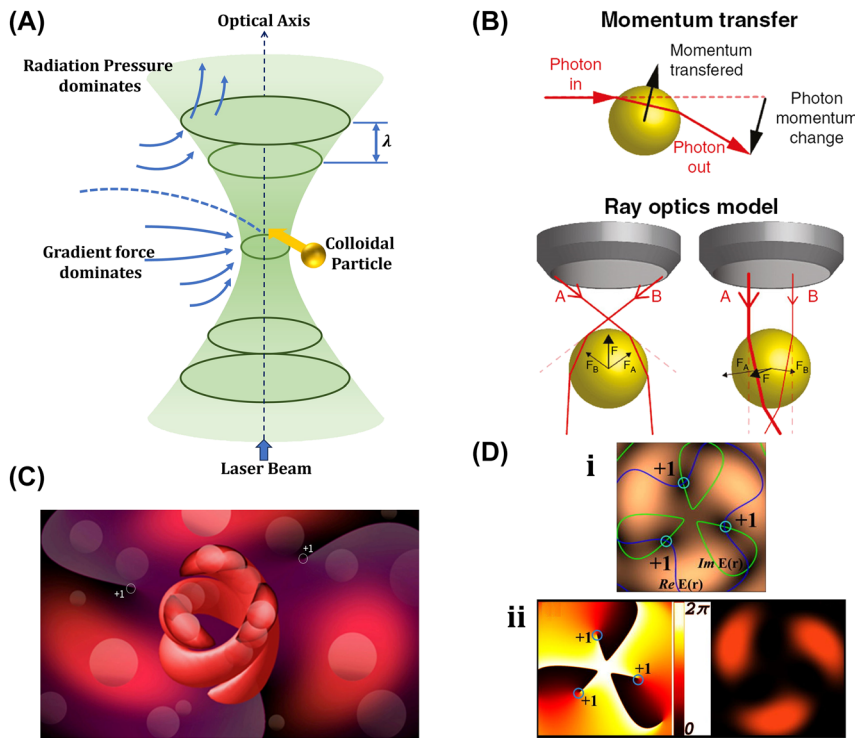 (A)
Optical Axis
Radiation Pressure
dominates
λ
Gradient force
dominates
Colloidal
Particle
Laser Beam
(B)
Momentum transfer
Photon
in
Momentum
transfered
Photon
momentum
change
Photon
out
Ray optics model
A
B
F
F_B
F_A
A
B
F_A
F
F_B
(C)
+1
+1
(D)
i
+1
+1
+1
Im E(r)
Re E(r)
ii
+1
+1
+1
2π
0